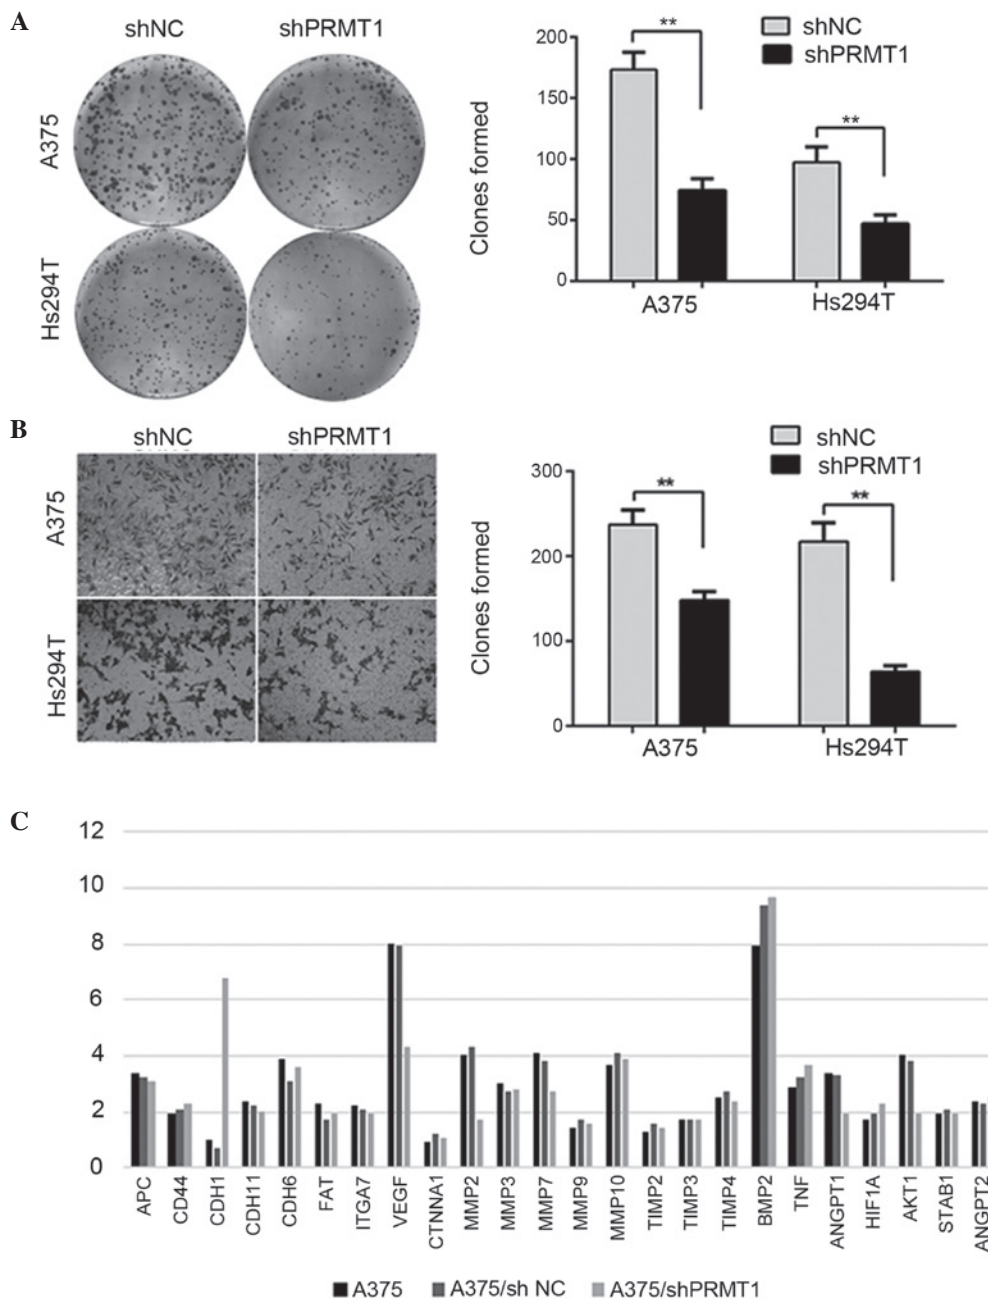 A
shNC shPRMT1
A375
Hs294T
shNC
shPRMT1
**
**
Clones formed
200
150
100
50
0
A375 Hs294T
B
shNC shPRMT1
A375
Hs294T
shNC
shPRMT1
**
**
Clones formed
300
200
100
0
A375 Hs294T
C
12
10
8
6
4
2
0
APC
CD44
CDH1
CDH11
CDH6
FAT
ITGA7
VEGF
CTNNA1
MMP2
MMP3
MMP7
MMP9
MMP10
TIMP2
TIMP3
TIMP4
BMP2
TNF
ANGPT1
HIF1A
AKT1
STAB1
ANGPT2
A375 A375/sh NC A375/shPRMT1